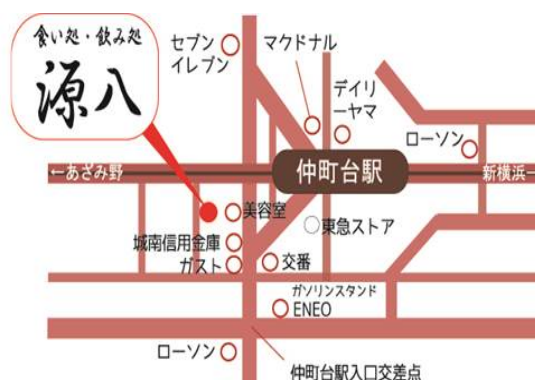 食い処・飲み処
源八
セブン
イレブン
マクドナル
デイリ
ーヤマ
ローソン
←あざみ野
仲町台駅
新横浜→
美容室
東急ストア
城南信用金庫
ガスト
交番
ガソリンスタンド
ENEO
ローソン
仲町台駅入口交差点